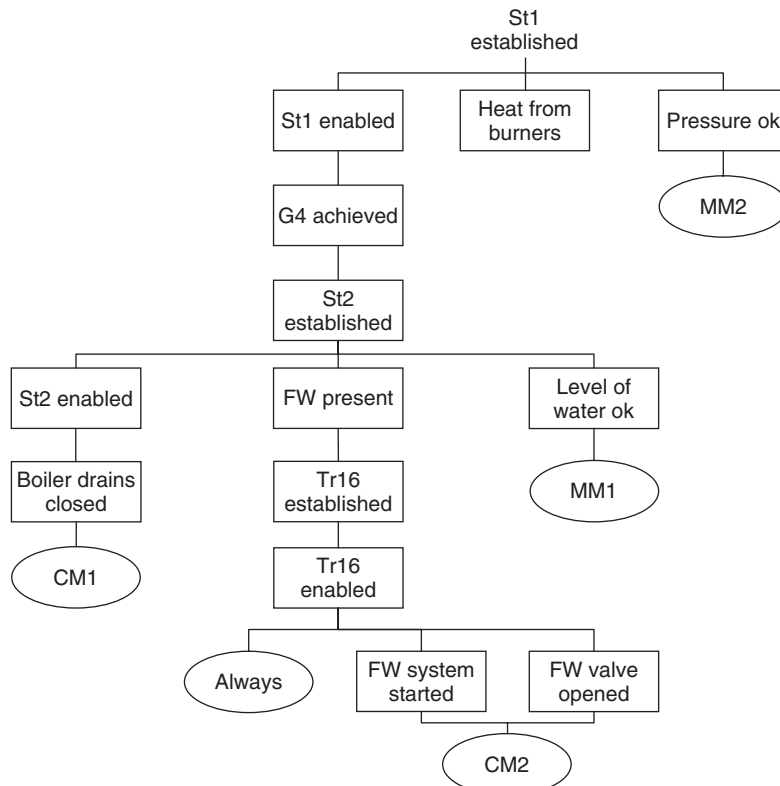 St1
established
St1 enabled
Heat from
burners
Pressure ok
G4 achieved
MM2
St2
established
St2 enabled
FW present
Level of
water ok
Boiler drains
closed
Tr16
established
MM1
CM1
Tr16
enabled
Always
FW system
started
FW valve
opened
CM2